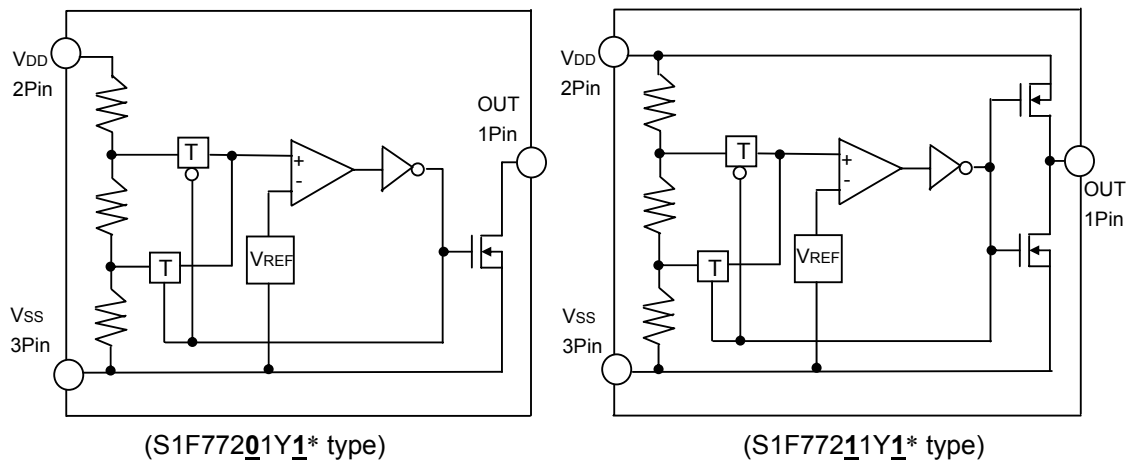 VDD
2Pin
T
T
+
-
VREF
OUT
1Pin
VSS
3Pin
(S1F77201Y1* type)
VDD
2Pin
T
T
+
-
VREF
OUT
1Pin
VSS
3Pin
(S1F77211Y1* type)